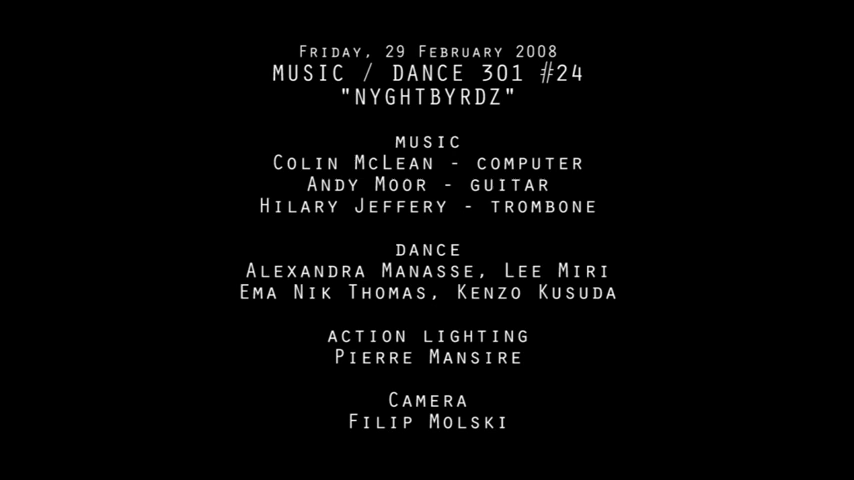 Friday, 29 February 2008
MUSIC / DANCE 301 #24
"NYGHTBYRDZ"
music
Colin McLean - computer
Andy Moor - guitar
Hilary Jeffery - trombone
dance
Alexandra Manasse, Lee Miri
Ema Nik Thomas, Kenzo Kusuda
action lighting
Pierre Mansire
Camera
Filip Molski